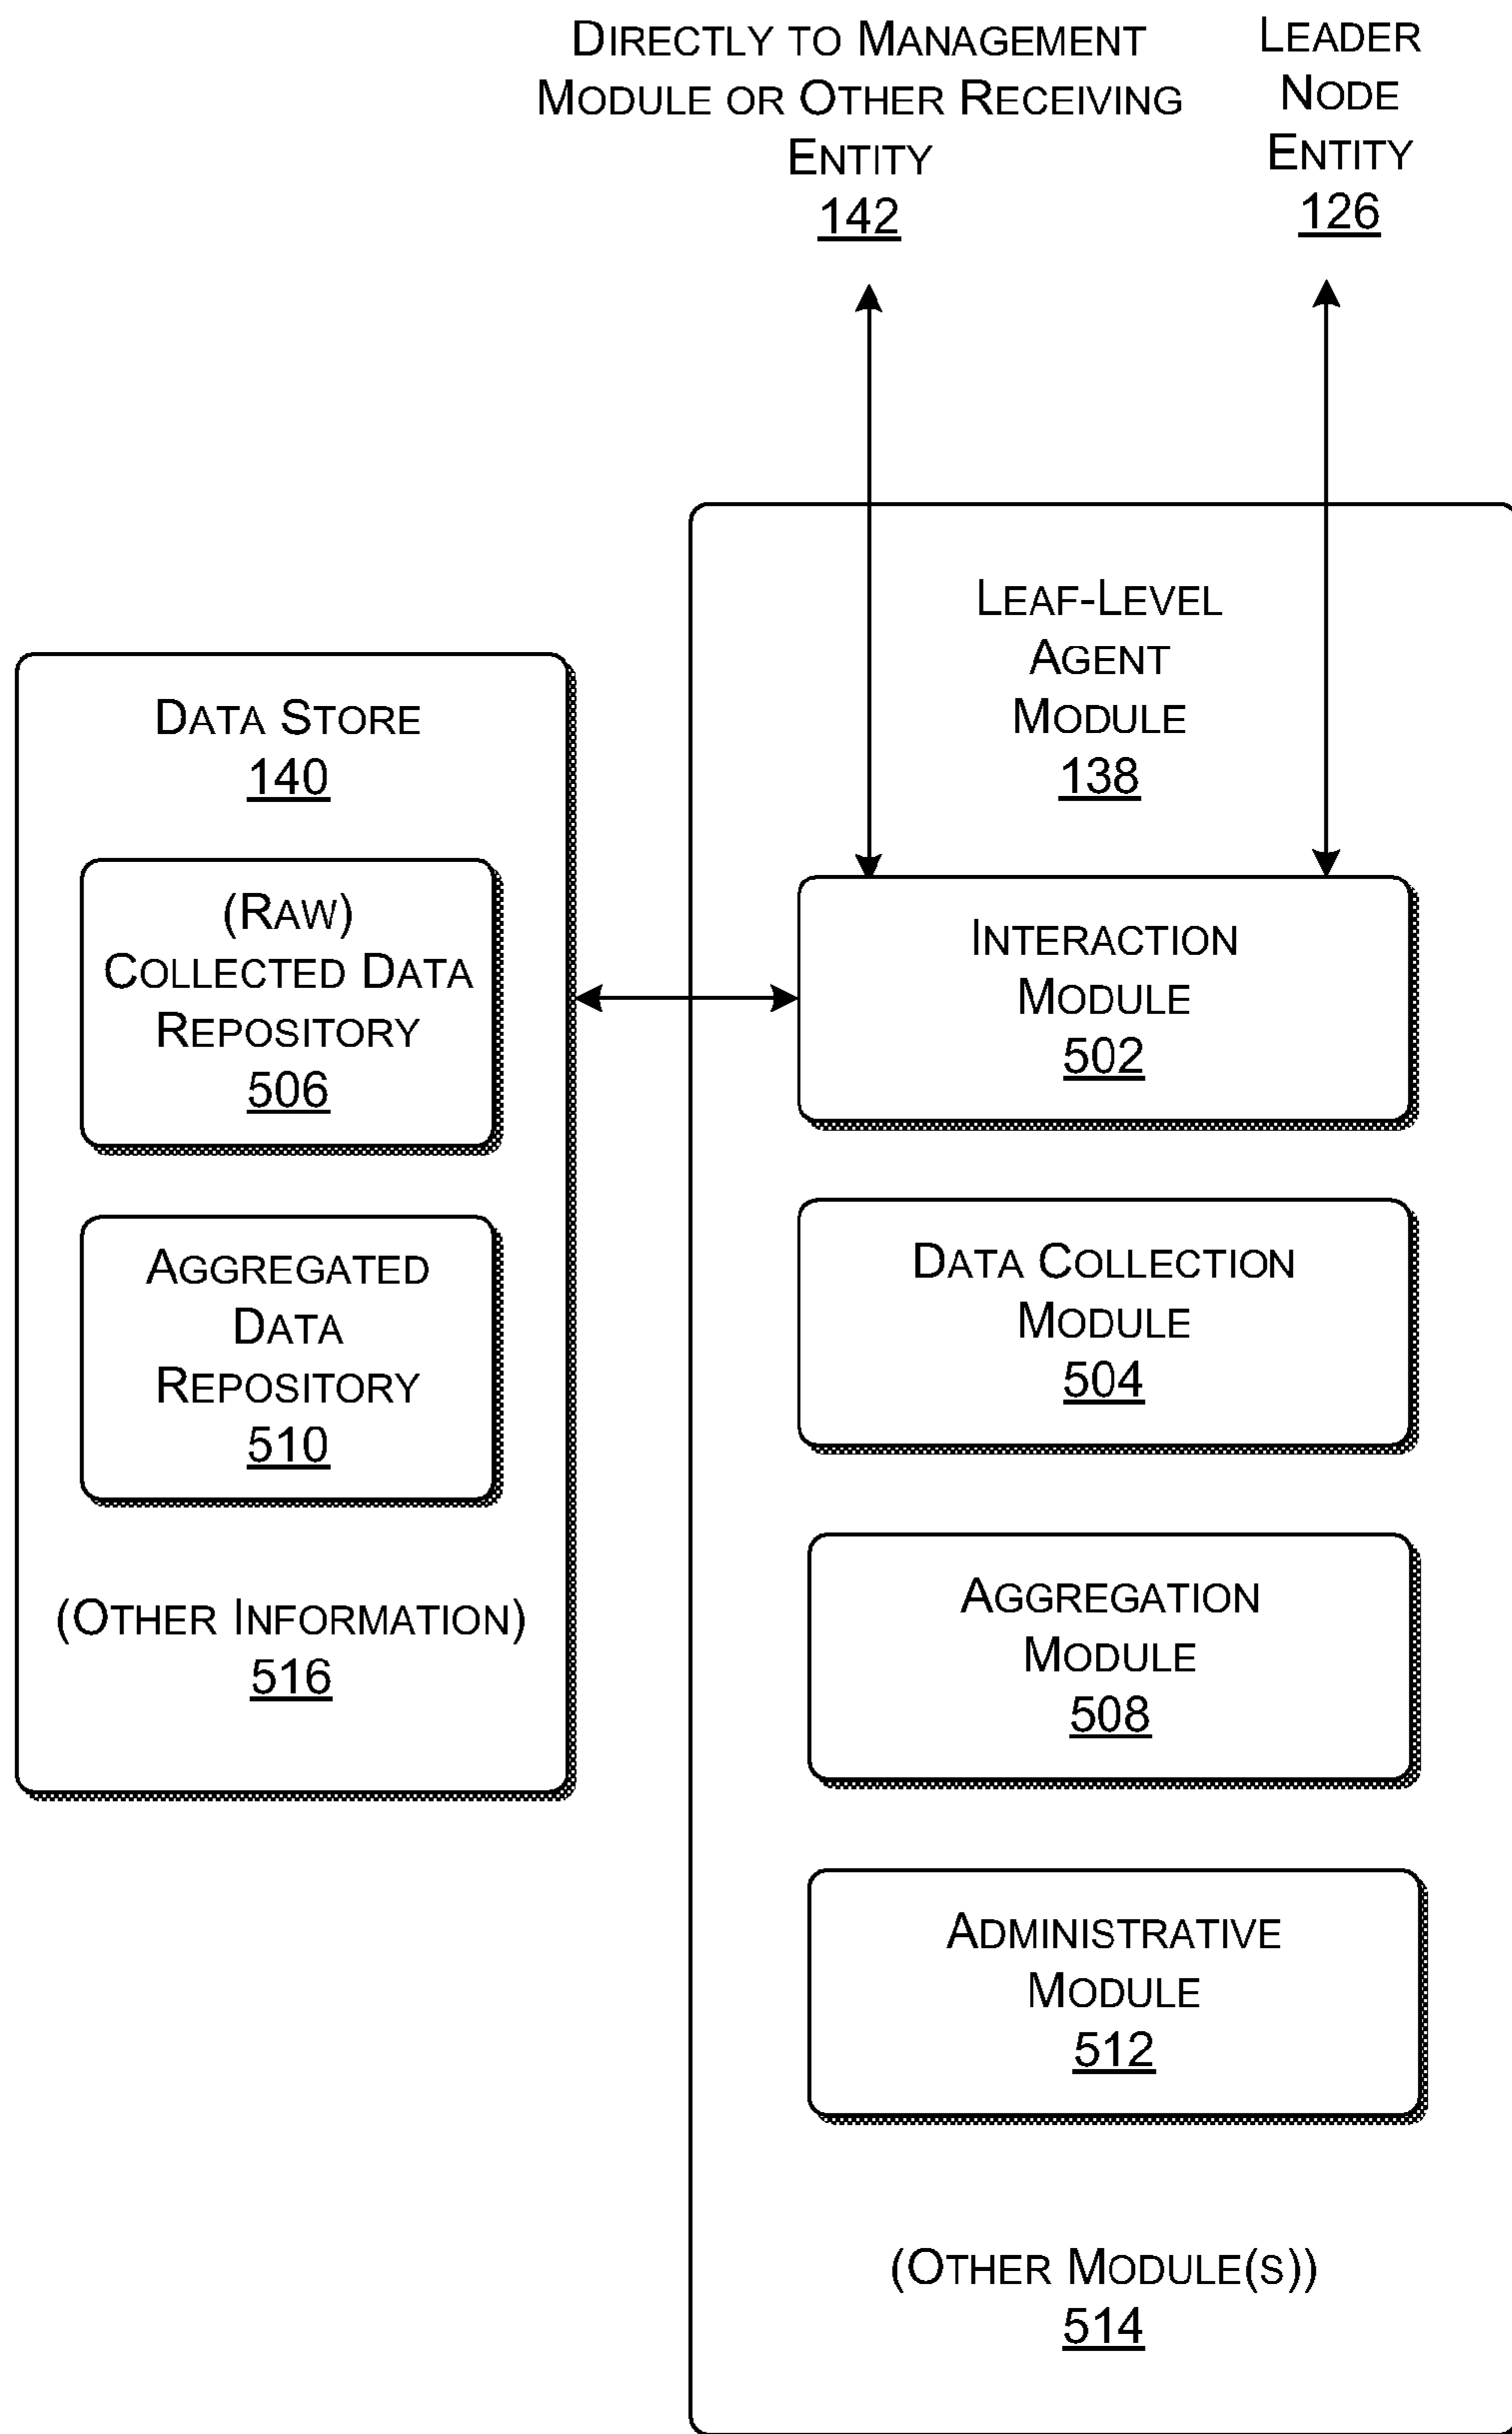 Directly to Management
Module or Other Receiving
Entity
142
Leader
Node
Entity
126
Leaf-Level
Agent
Module
138
Data Store
140
(Raw)
Collected Data
Repository
506
Aggregated
Data
Repository
510
(Other Information)
516
Interaction
Module
502
Data Collection
Module
504
Aggregation
Module
508
Administrative
Module
512
(Other Module(s))
514